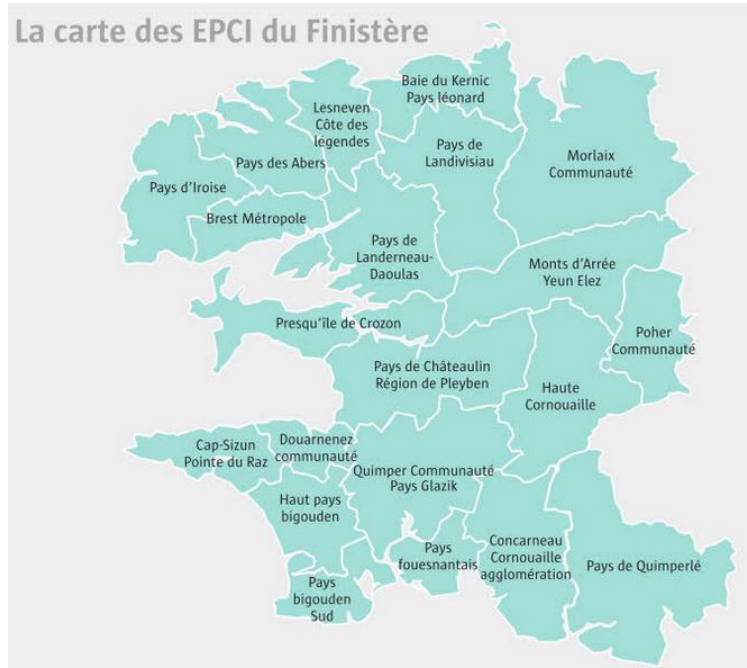 La carte des EPCI du Finistère
Baie du Kernic
Pays léonard
Lesneven
Côte des
légendes
Pays de
Landivisiau
Morlaix
Communauté
Pays des Abers
Pays d'Iroise
Brest Métropole
Pays de
Landerneau-
Daoulas
Monts d'Arrée
Yeun Elez
Presqu'île de Crozon
Poher
Communauté
Pays de Châteaulin
Région de Pleyben
Haute
Cornouaille
Cap-Sizun
Pointe du Raz
Douarnenez
communauté
Quimper Communauté
Pays Glazik
Haut pays
bigouden
Pays
fouesnantais
Concarneau
Cornouaille
agglomération
Pays de Quimperlé
Pays
bigouden
Sud